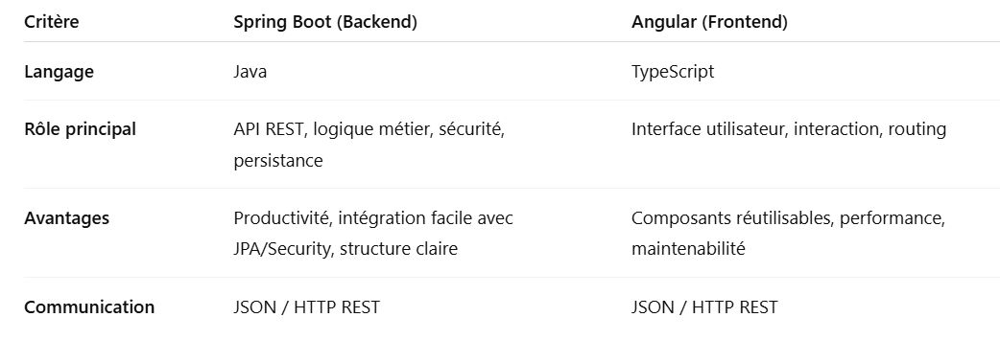 Critère Spring Boot (Backend) Angular (Frontend)
Langage Java TypeScript
Rôle principal API REST, logique métier, sécurité, Interface utilisateur, interaction, routing
persistance
Avantages Productivité, intégration facile avec Composants réutilisables, performance,
JPA/Security, structure claire maintenabilité
Communication JSON / HTTP REST JSON / HTTP REST